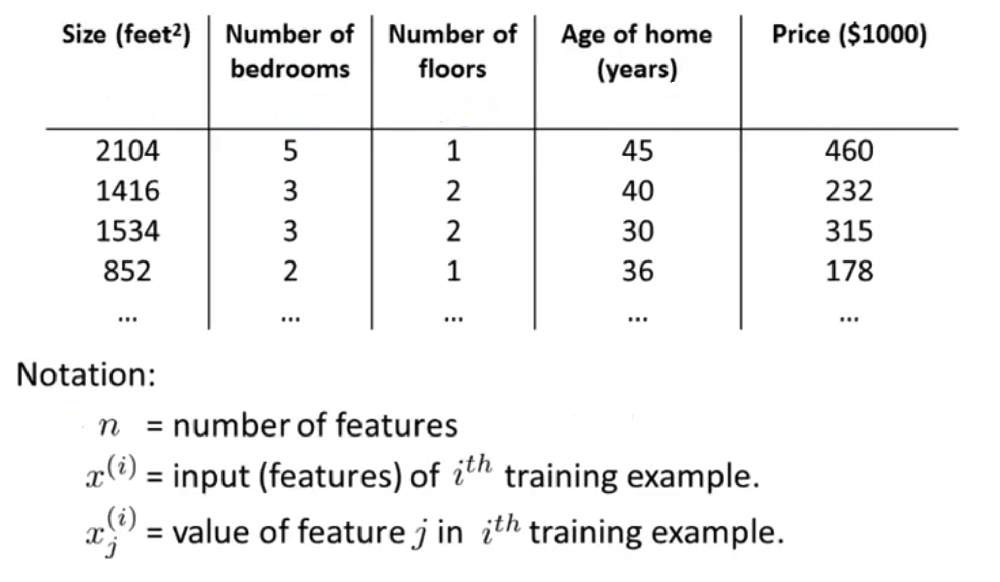 Size (feet²) Number of bedrooms Number of floors Age of home (years) Price ($1000)
2104 5 1 45 460
1416 3 2 40 232
1534 3 2 30 315
852 2 1 36 178
... ... ... ... ...
Notation:
n = number of features
x^(i) = input (features) of i^th training example.
x_j^(i) = value of feature j in i^th training example.